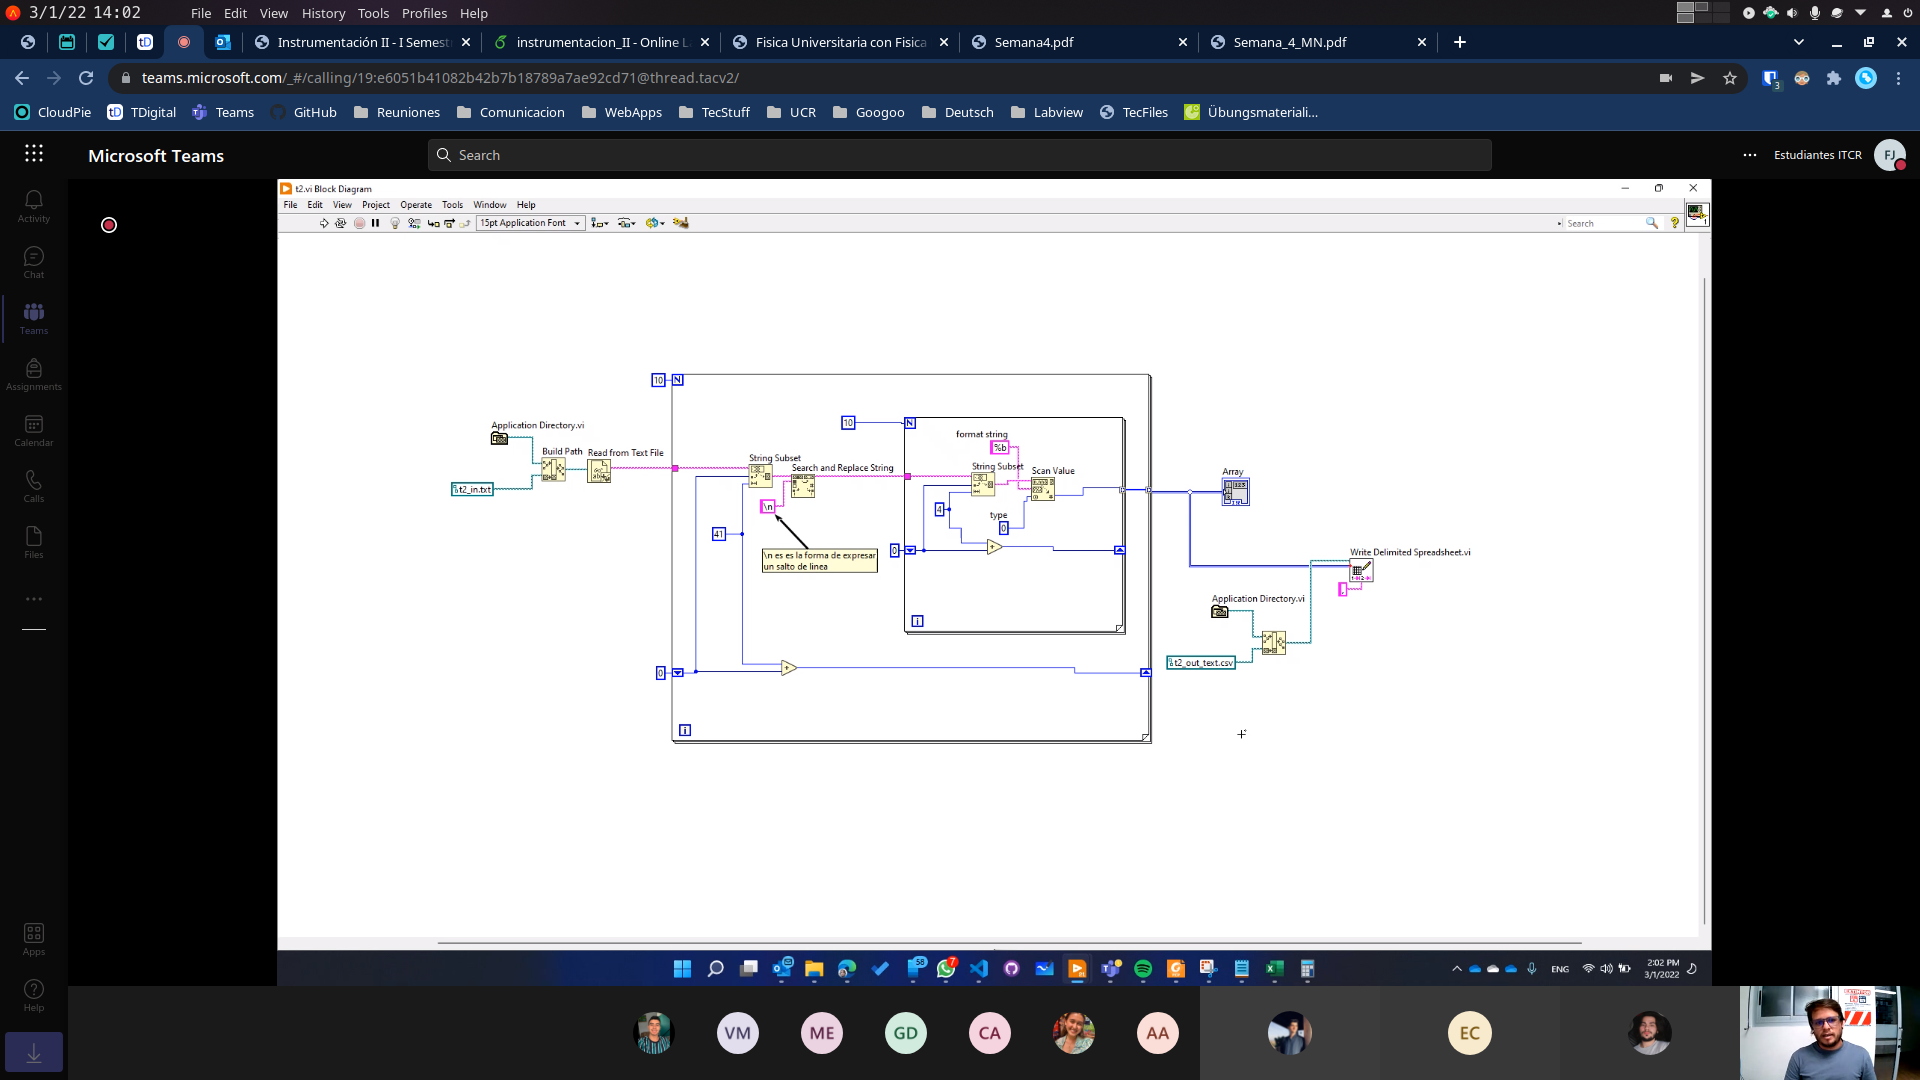 3/1/22 14:02 File Edit View History Tools Profiles Help
Instrumentación II - I Semest instrumentacion_II - Online L Fisica Universitaria con Fisica Semana4.pdf Semana_4_MN.pdf
teams.microsoft.com/_#/calling/19:e6051b41082b42b7b18789a7ae92cd71@thread.tacv2/ 3
CloudPie TDigital Teams GitHub Reuniones Comunicacion WebApps TecStuff UCR Googoo Deutsch Labview TecFiles Übungsmateriali...
Microsoft Teams Search Estudiantes ITCR FJ
Activity
Chat
Teams
Assignments
Calendar
Calls
Files
Apps
Help
t2.vi Block Diagram
File Edit View Project Operate Tools Window Help
15pt Application Font Search
10 N
Application Directory.vi
Build Path Read from Text File
t2_in.txt
10 N
format string
%b
String Subset
Search and Replace String
String Subset
Scan Value
\n
4
type
0
41
\n es es la forma de expresar
un salto de linea
0
i
0
i
Array
Write Delimited Spreadsheet.vi
Application Directory.vi
t2_out_text.csv
58 7 ENG 2:02 PM
3/1/2022
VM ME GD CA AA EC